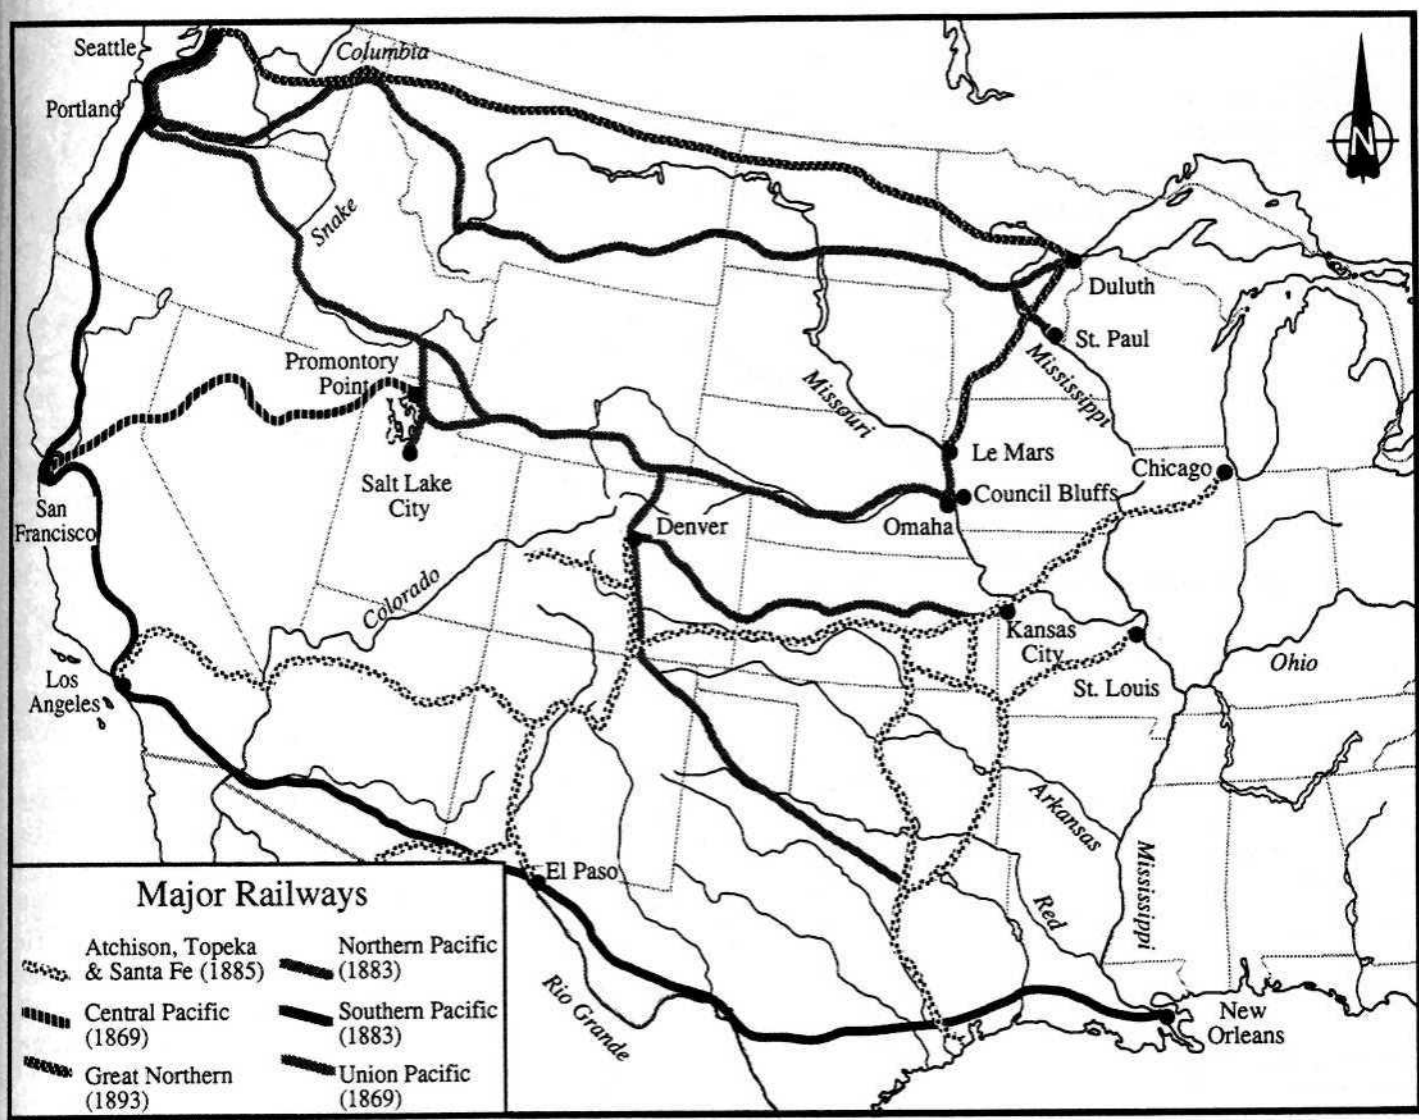 Seattle
Columbia
Portland
N
Snake
Duluth
St. Paul
Promontory
Point
Missouri
Mississippi
Le Mars
Chicago
Salt Lake
City
Council Bluffs
San
Francisco
Denver
Omaha
Colorado
Kansas
City
Ohio
Los
Angeles
St. Louis
Arkansas
El Paso
Mississippi
Red
Rio Grande
New
Orleans
Major Railways
Atchison, Topeka
& Santa Fe (1885)
Central Pacific
(1869)
Great Northern
(1893)
Northern Pacific
(1883)
Southern Pacific
(1883)
Union Pacific
(1869)